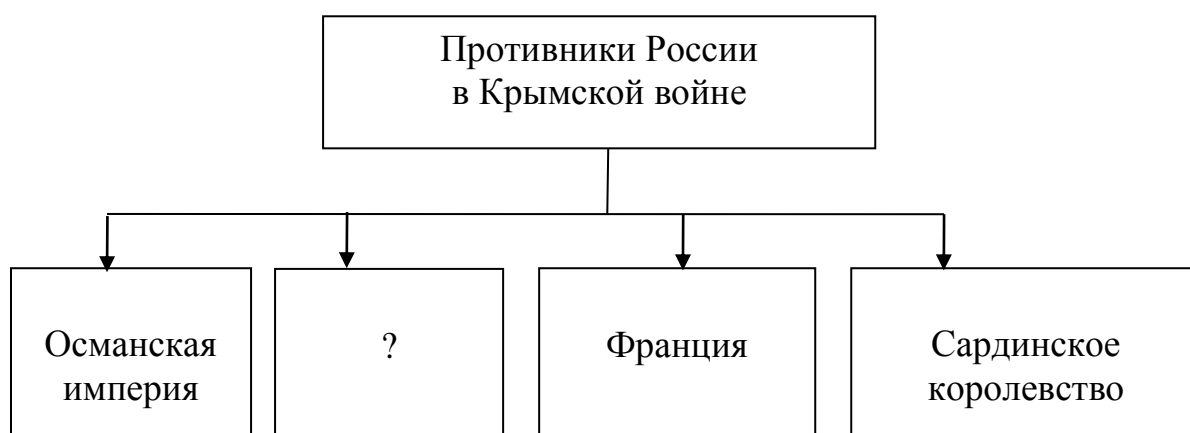 Противники России
в Крымской войне
Османская
империя
?
Франция
Сардинское
королевство